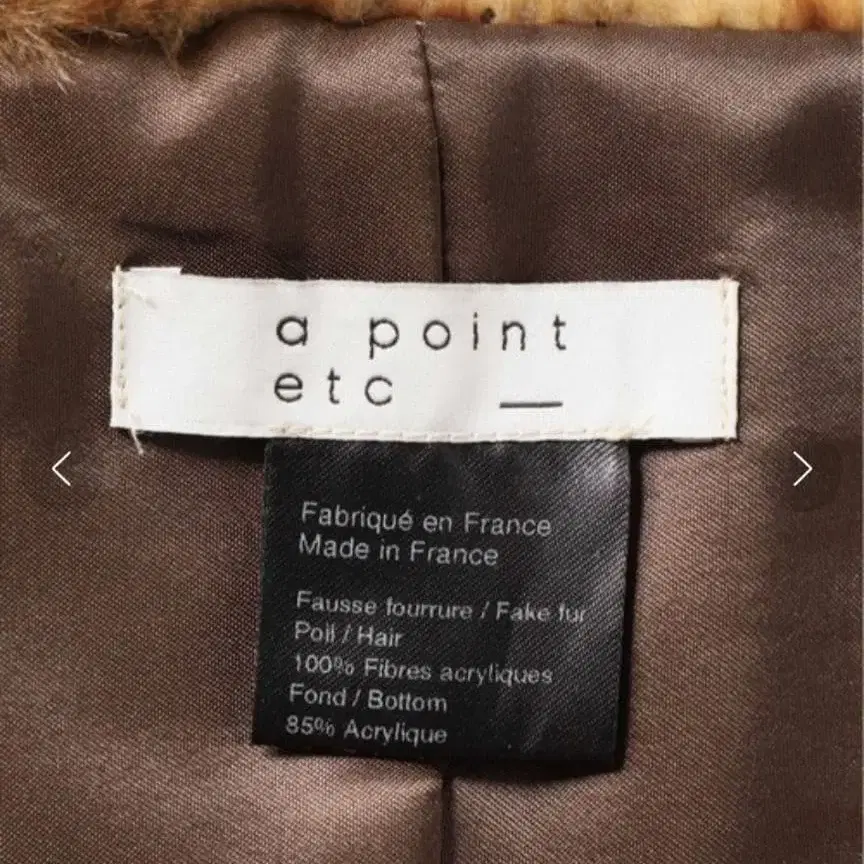 a point
etc __
Fabriqué en France
Made in France
Fausse fourrure / Fake fur
Poil / Hair
100% Fibres acryliques
Fond / Bottom
85% Acrylique